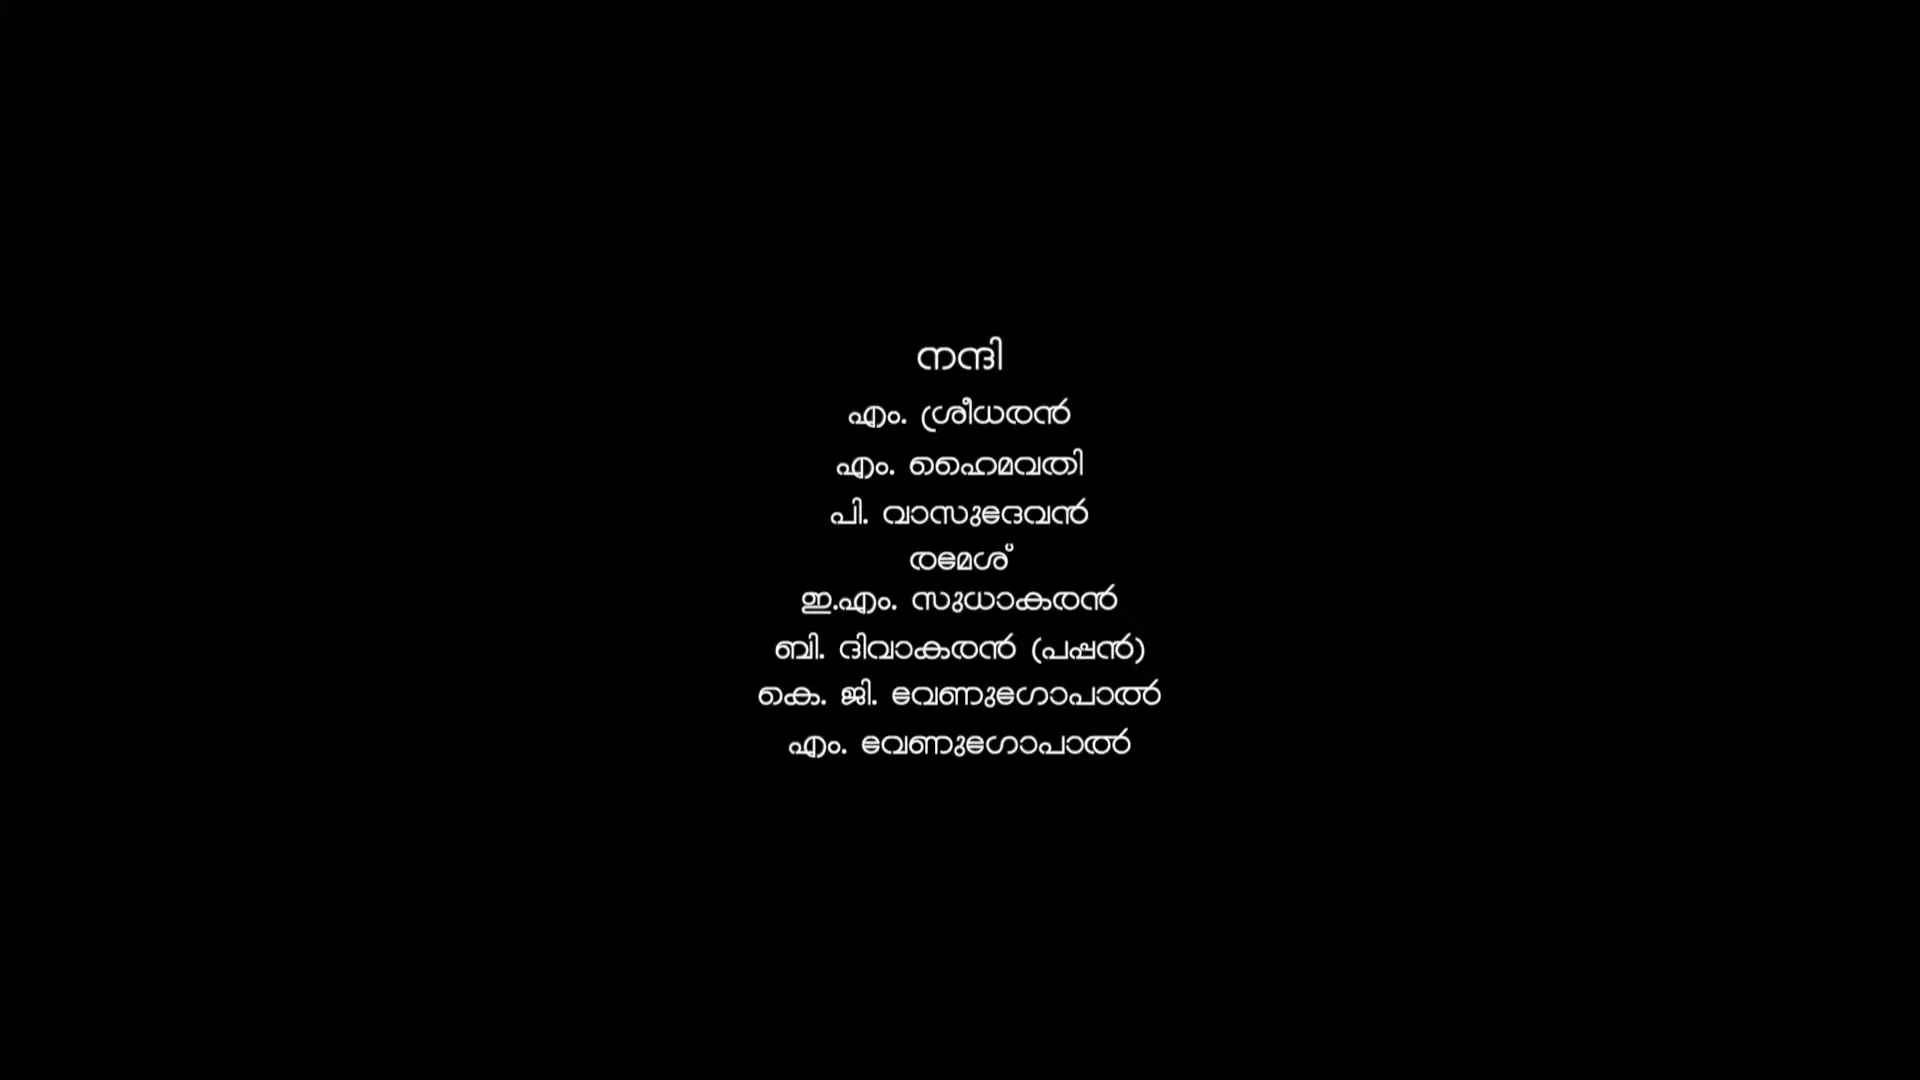 നന്ദി
എം. ശ്രീധരൻ
എം. ഹൈമവതി
പി. വാസുദേവൻ
രമേശ്
ഇ.എം. സുധാകരൻ
ബി. ദിവാകരൻ (പപ്പൻ)
കെ. ജി. വേണുഗോപാൽ
എം. വേണുഗോപാൽ